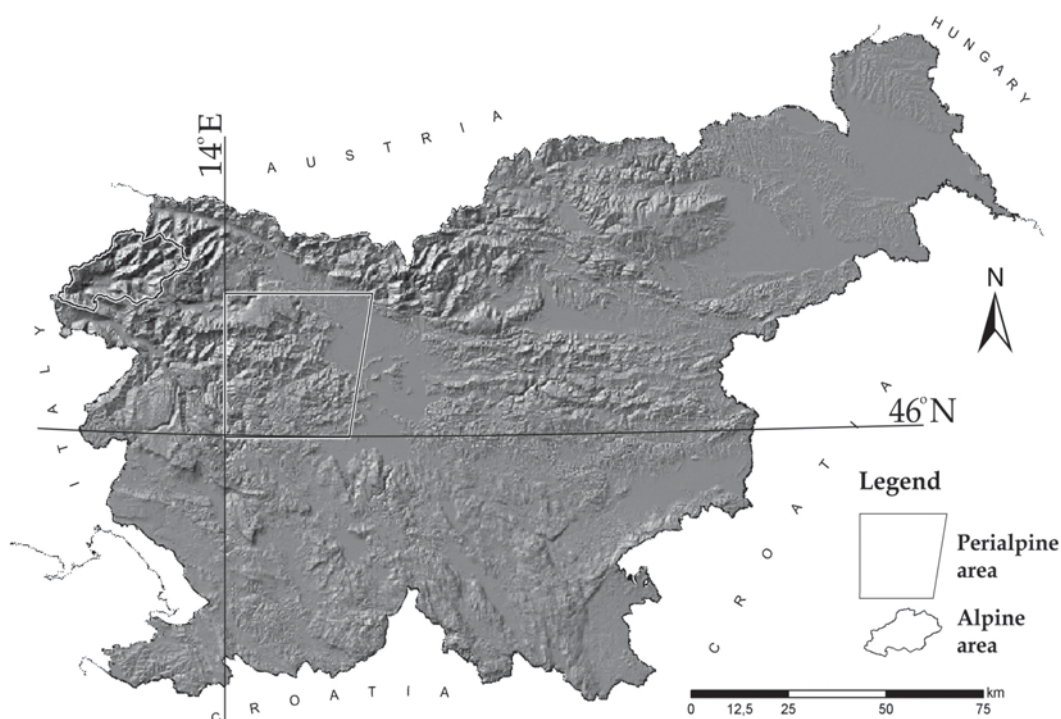 HUNGARY
AUSTRIA
14°E
N
ITALY
46°N
CROATIA
Legend
Perialpine
area
Alpine
area
CROATIA
km
0 12,5 25 50 75